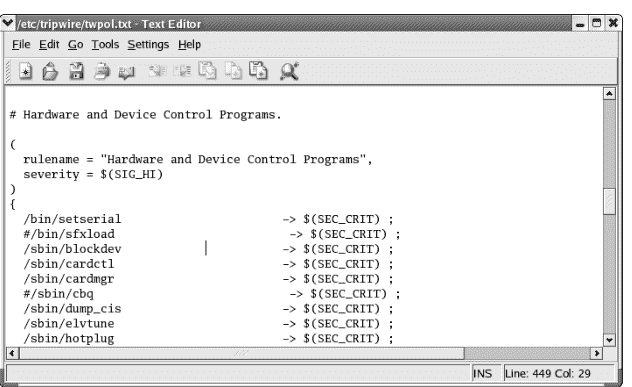 /etc/tripwire/twpol.txt - Text Editor
File Edit Go Tools Settings Help
# Hardware and Device Control Programs.
(
  rulename = "Hardware and Device Control Programs",
  severity = $(SIG_HI)
)
{
  /bin/setserial                       -> $(SEC_CRIT) ;
  #/bin/sfxload                         -> $(SEC_CRIT) ;
  /sbin/blockdev                       -> $(SEC_CRIT) ;
  /sbin/cardctl                        -> $(SEC_CRIT) ;
  /sbin/cardmgr                        -> $(SEC_CRIT) ;
  #/sbin/cbq                            -> $(SEC_CRIT) ;
  /sbin/dump_cis                       -> $(SEC_CRIT) ;
  /sbin/elvtune                        -> $(SEC_CRIT) ;
  /sbin/hotplug                        -> $(SEC_CRIT) ;
INS Line: 449 Col: 29